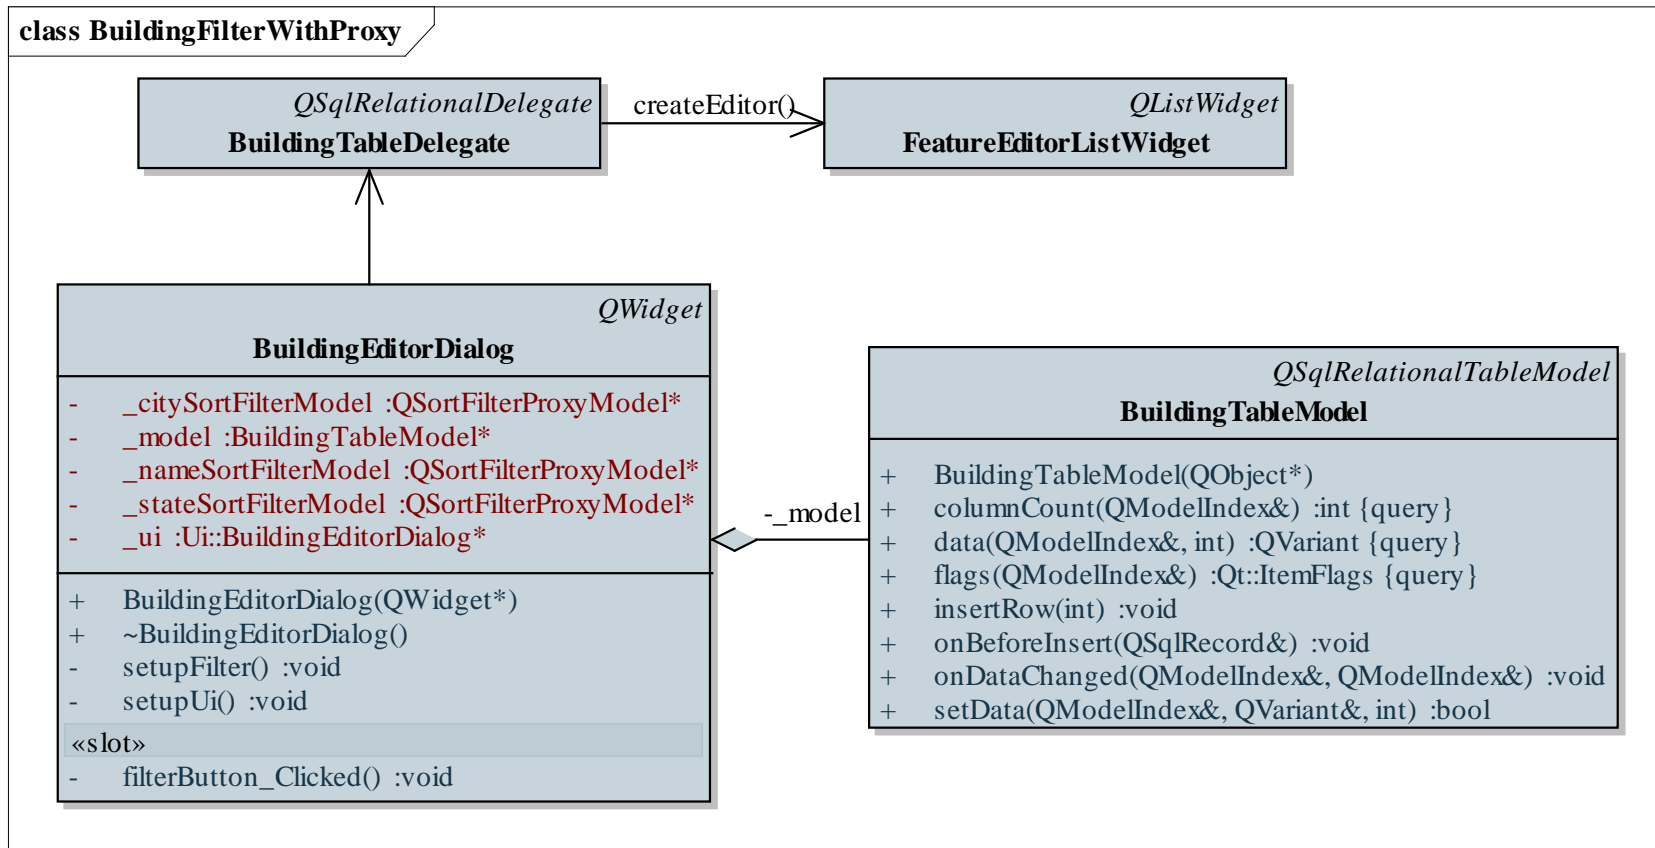 class BuildingFilterWithProxy
QSqlRelationalDelegate
BuildingTableDelegate
createEditor()
QListWidget
FeatureEditorListWidget
QWidget
BuildingEditorDialog
- _citySortFilterModel :QSortFilterProxyModel*
- _model :BuildingTableModel*
- _nameSortFilterModel :QSortFilterProxyModel*
- _stateSortFilterModel :QSortFilterProxyModel*
- _ui :Ui::BuildingEditorDialog*
+ BuildingEditorDialog(QWidget*)
+ ~BuildingEditorDialog()
- setupFilter() :void
- setupUi() :void
«slot»
- filterButton_Clicked() :void
-_model
QSqlRelationalTableModel
BuildingTableModel
+ BuildingTableModel(QObject*)
+ columnCount(QModelIndex&) :int {query}
+ data(QModelIndex&, int) :QVariant {query}
+ flags(QModelIndex&) :Qt::ItemFlags {query}
+ insertRow(int) :void
+ onBeforeInsert(QSqlRecord&) :void
+ onDataChanged(QModelIndex&, QModelIndex&) :void
+ setData(QModelIndex&, QVariant&, int) :bool